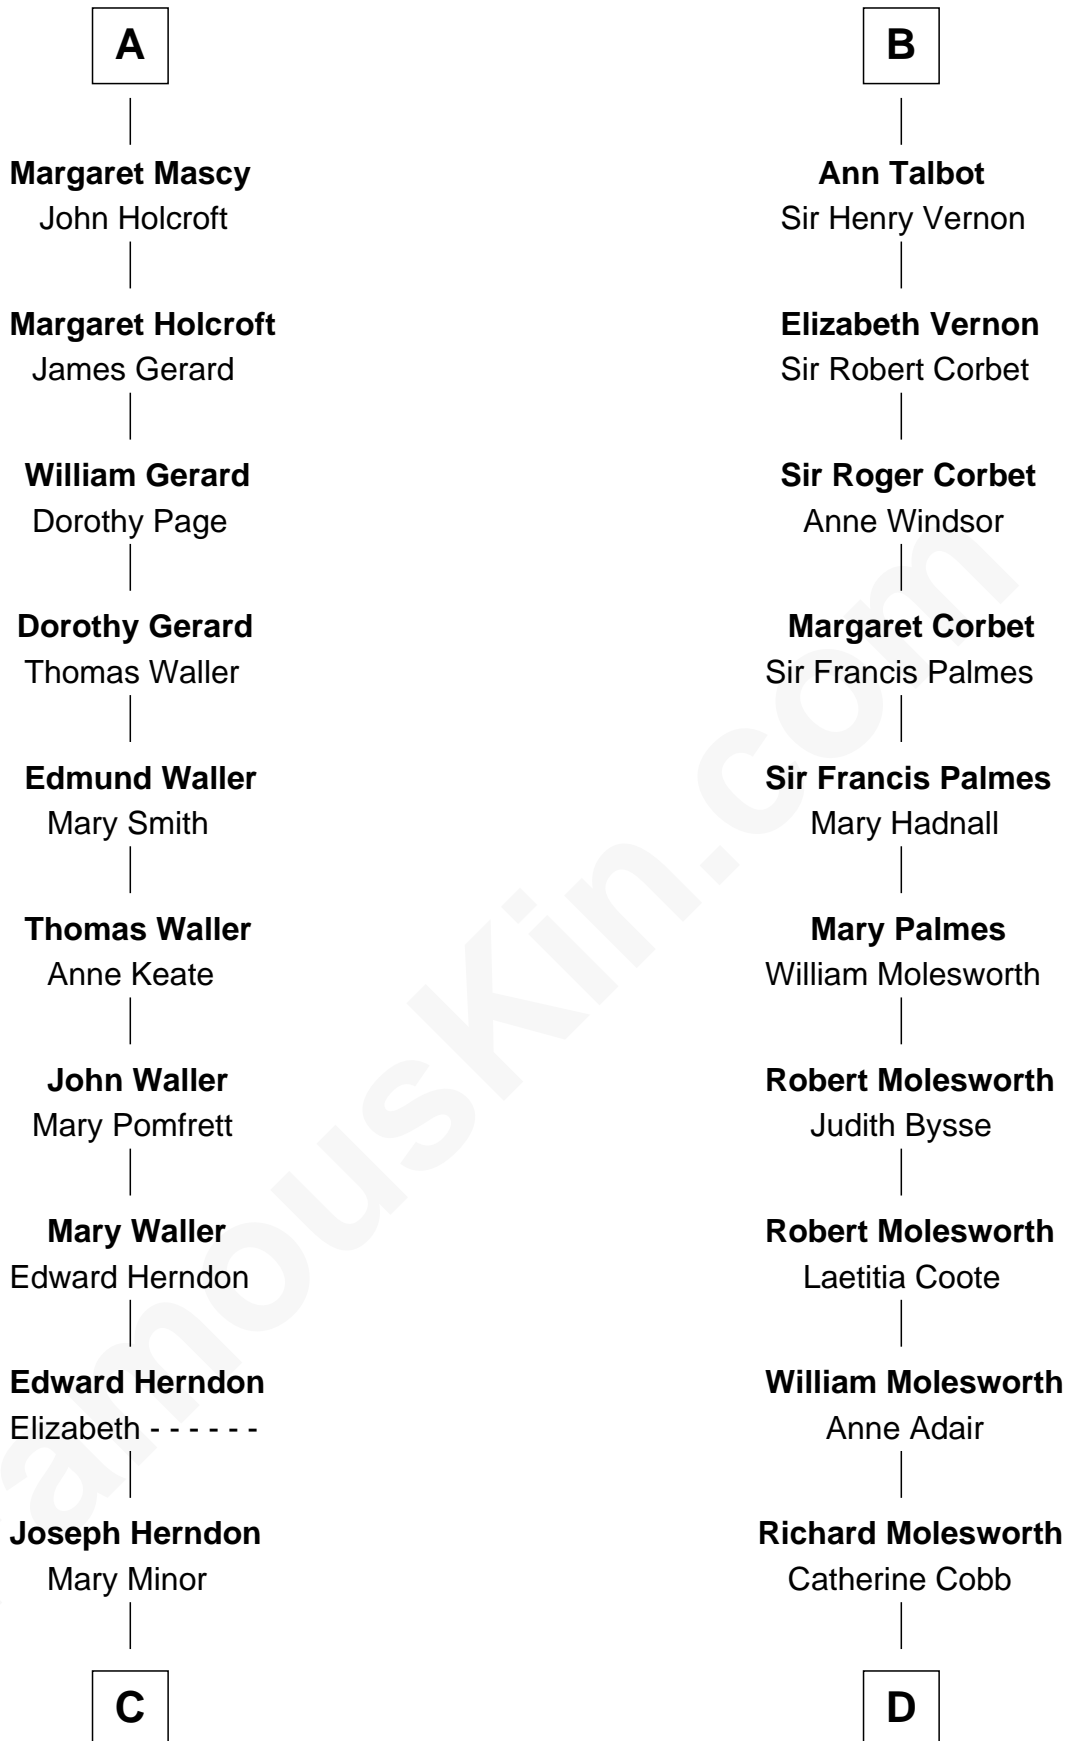 A
Margaret Mascy
John Holcroft
Margaret Holcroft
James Gerard
William Gerard
Dorothy Page
Dorothy Gerard
Thomas Waller
Edmund Waller
Mary Smith
Thomas Waller
Anne Keate
John Waller
Mary Pomfrett
Mary Waller
Edward Herndon
Edward Herndon
Elizabeth - - - - - -
Joseph Herndon
Mary Minor
C
B
Ann Talbot
Sir Henry Vernon
Elizabeth Vernon
Sir Robert Corbet
Sir Roger Corbet
Anne Windsor
Margaret Corbet
Sir Francis Palmes
Sir Francis Palmes
Mary Hadnall
Mary Palmes
William Molesworth
Robert Molesworth
Judith Bysse
Robert Molesworth
Laetitia Coote
William Molesworth
Anne Adair
Richard Molesworth
Catherine Cobb
D
famouskin.com